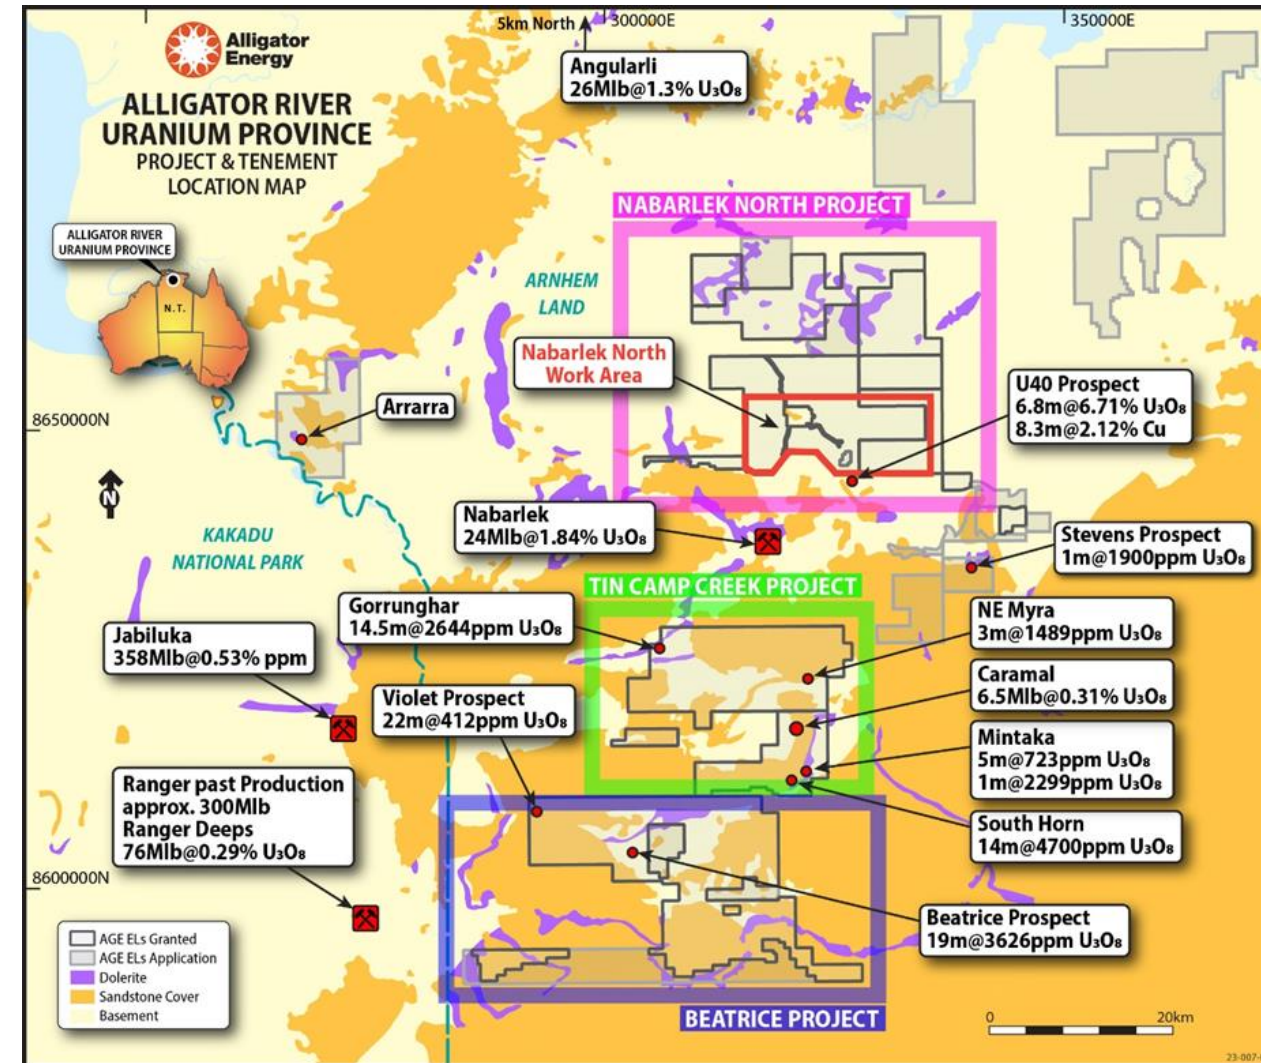 5km North
300000E
350000E
Alligator
Energy
ALLIGATOR RIVER
URANIUM PROVINCE
PROJECT & TENEMENT
LOCATION MAP
Angularli
26Mlb@1.3% U₃O₈
NABARLEK NORTH PROJECT
ALLIGATOR RIVER
URANIUM PROVINCE
N.T.
ARNHEM
LAND
Nabarlek North
Work Area
Arrarra
U40 Prospect
6.8m@6.71% U₃O₈
8.3m@2.12% Cu
8650000N
N
KAKADU
NATIONAL PARK
Nabarlek
24Mlb@1.84% U₃O₈
Stevens Prospect
1m@1900ppm U₃O₈
TIN CAMP CREEK PROJECT
Gorrunghar
14.5m@2644ppm U₃O₈
NE Myra
3m@1489ppm U₃O₈
Jabiluka
358Mlb@0.53% ppm
Caramal
6.5Mlb@0.31% U₃O₈
Violet Prospect
22m@412ppm U₃O₈
Mintaka
5m@723ppm U₃O₈
1m@2299ppm U₃O₈
Ranger past Production
approx. 300Mlb
Ranger Deeps
76Mlb@0.29% U₃O₈
South Horn
14m@4700ppm U₃O₈
8600000N
Beatrice Prospect
19m@3626ppm U₃O₈
AGE ELs Granted
AGE ELs Application
Dolerite
Sandstone Cover
Basement
BEATRICE PROJECT
0 20km